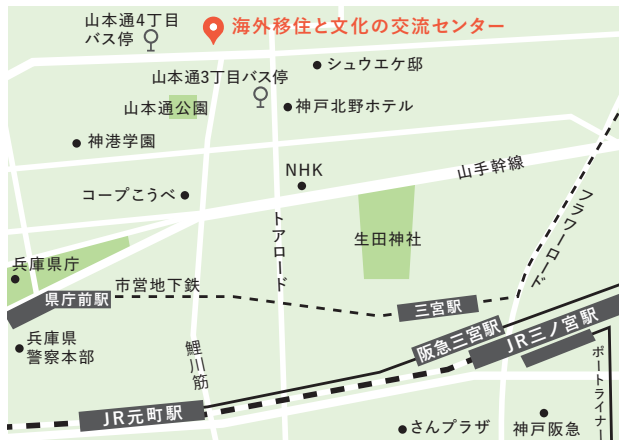 山本通4丁目
バス停
海外移住と文化の交流センター
シュウエケ邸
山本通3丁目バス停
山本通公園
神戸北野ホテル
神港学園
NHK
山手幹線
コープこうべ
フラワーロード
トアロード
生田神社
兵庫県庁
市営地下鉄
県庁前駅
三宮駅
兵庫県
警察本部
阪急三宮駅
JR三ノ宮駅
鯉川筋
ポートライナー
JR元町駅
さんプラザ
神戸阪急